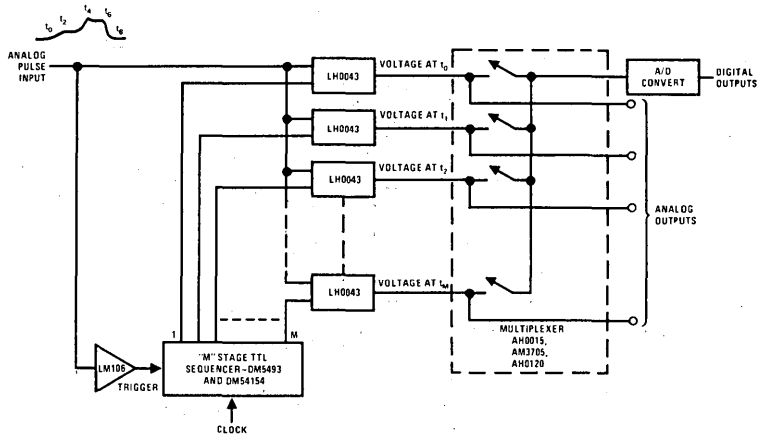 t0 t2 t4 t6 t8
ANALOG
PULSE
INPUT
LH0043
VOLTAGE AT t0
A/D
CONVERT
DIGITAL
OUTPUTS
LH0043
VOLTAGE AT t1
LH0043
VOLTAGE AT t2
ANALOG
OUTPUTS
LH0043
VOLTAGE AT tM
1
M
MULTIPLEXER
AH0015,
AM3705,
AH0120
LM106
TRIGGER
"M" STAGE TTL
SEQUENCER–DM5493
AND DM54154
CLOCK